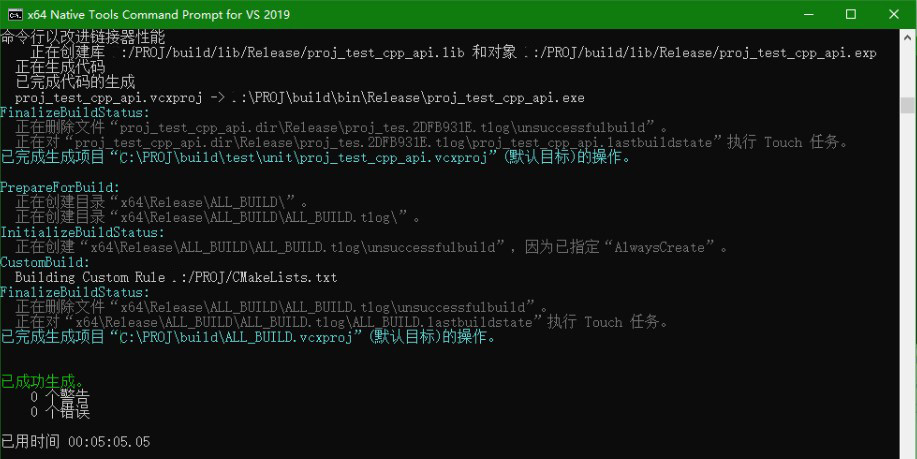 x64 Native Tools Command Prompt for VS 2019
命令行以改进链接器性能
正在创建库 .:/PROJ/build/lib/Release/proj_test_cpp_api.lib 和对象 .:/PROJ/build/lib/Release/proj_test_cpp_api.exp
正在生成代码
已完成代码的生成
proj_test_cpp_api.vcxproj -> .:\PROJ\build\bin\Release\proj_test_cpp_api.exe
FinalizeBuildStatus:
正在删除文件“proj_test_cpp_api.dir\Release\proj_tes.2DFB931E.tlog\unsuccessfulbuild”。
正在对“proj_test_cpp_api.dir\Release\proj_tes.2DFB931E.tlog\proj_test_cpp_api.lastbuildstate”执行 Touch 任务。
已完成生成项目“C:\PROJ\build\test\unit\proj_test_cpp_api.vcxproj”(默认目标)的操作。
PrepareForBuild:
正在创建目录“x64\Release\ALL_BUILD\”。
正在创建目录“x64\Release\ALL_BUILD\ALL_BUILD.tlog\”。
InitializeBuildStatus:
正在创建“x64\Release\ALL_BUILD\ALL_BUILD.tlog\unsuccessfulbuild”，因为已指定“AlwaysCreate”。
CustomBuild:
Building Custom Rule .:/PROJ/CMakeLists.txt
FinalizeBuildStatus:
正在删除文件“x64\Release\ALL_BUILD\ALL_BUILD.tlog\unsuccessfulbuild”。
正在对“x64\Release\ALL_BUILD\ALL_BUILD.tlog\ALL_BUILD.lastbuildstate”执行 Touch 任务。
已完成生成项目“C:\PROJ\build\ALL_BUILD.vcxproj”(默认目标)的操作。
已成功生成。
0 个警告
0 个错误
已用时间 00:05:05.05